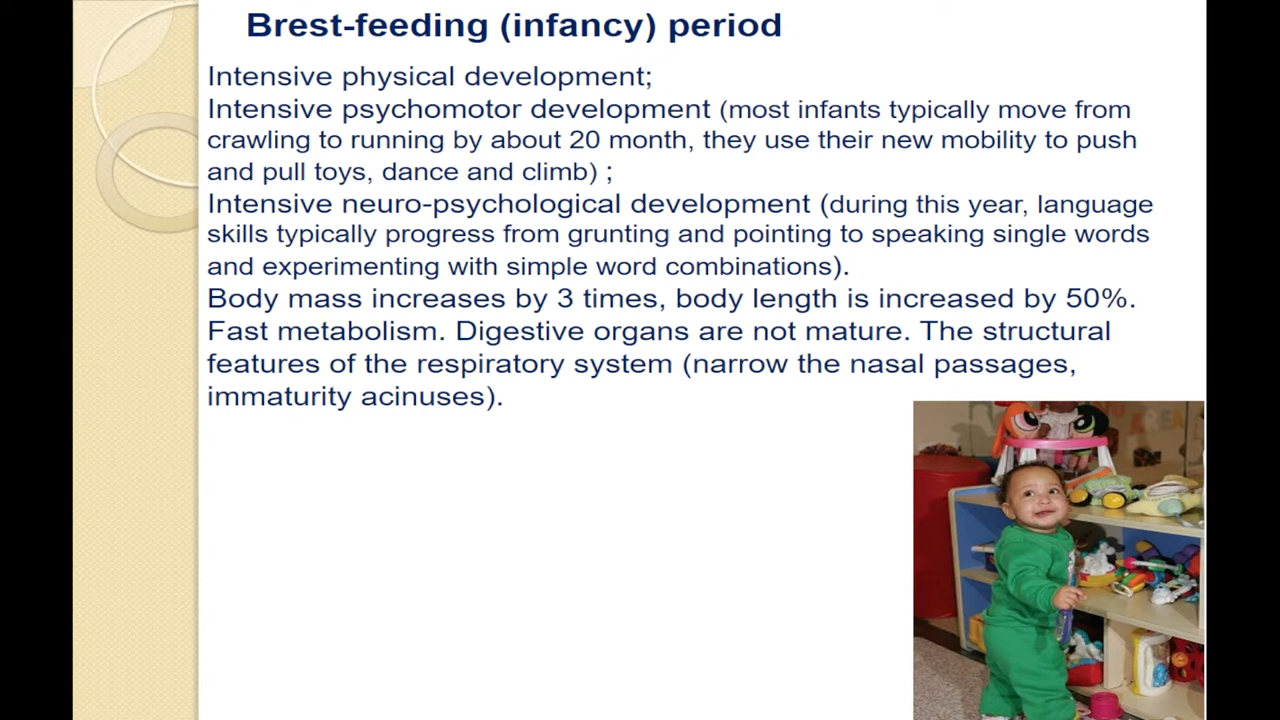 Brest-feeding (infancy) period
Intensive physical development;
Intensive psychomotor development (most infants typically move from
crawling to running by about 20 month, they use their new mobility to push
and pull toys, dance and climb) ;
Intensive neuro-psychological development (during this year, language
skills typically progress from grunting and pointing to speaking single words
and experimenting with simple word combinations).
Body mass increases by 3 times, body length is increased by 50%.
Fast metabolism. Digestive organs are not mature. The structural
features of the respiratory system (narrow the nasal passages,
immaturity acinuses).